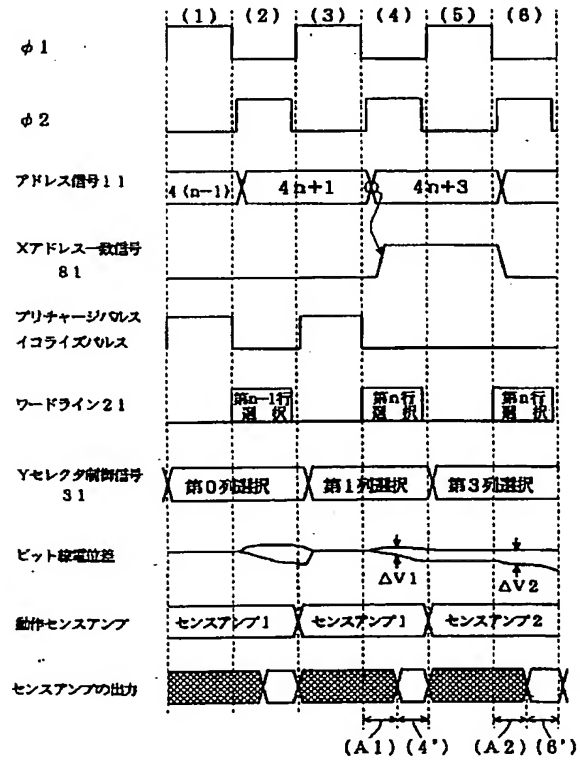 (1) (2) (3) (4) (5) (6)
φ1
φ2
アドレス信号11
4(n-1) 4n+1 4n+3
Xアドレス一致信号
81
プリチャージパルス
イコライズパルス
ワードライン21
第n-1行 第n行 第n行
選択 選択 選択
Yセレクタ制御信号
31
第0列選択 第1列選択 第3列選択
ビット線電位差
ΔV1 ΔV2
動作センスアンプ
センスアンプ1 センスアンプ1 センスアンプ2
センスアンプの出力
(A1) (4') (A2) (6')